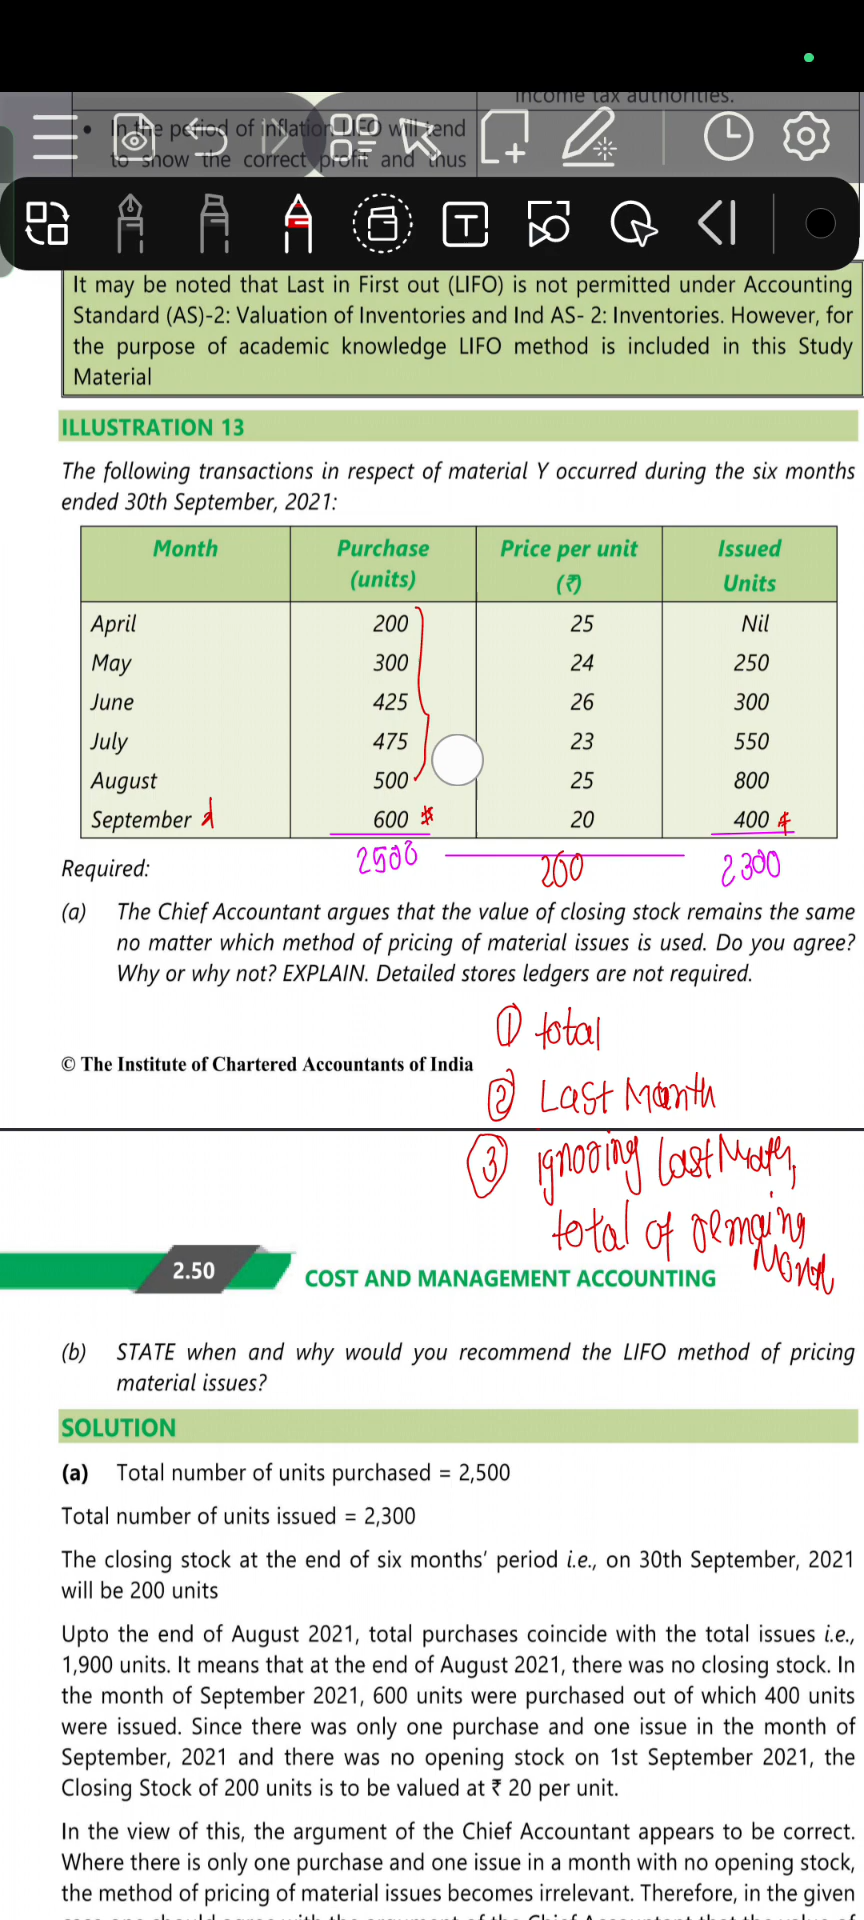 income tax authorities.
• In the period of inflation LIFO will tend
to show the correct profit and thus
T
It may be noted that Last in First out (LIFO) is not permitted under Accounting
Standard (AS)-2: Valuation of Inventories and Ind AS- 2: Inventories. However, for
the purpose of academic knowledge LIFO method is included in this Study
Material
ILLUSTRATION 13
The following transactions in respect of material Y occurred during the six months
ended 30th September, 2021:
Month Purchase (units) Price per unit (₹) Issued Units
April 200 25 Nil
May 300 24 250
June 425 26 300
July 475 23 550
August 500 25 800
September 600 20 400
2500 200 2300
Required:
(a) The Chief Accountant argues that the value of closing stock remains the same
no matter which method of pricing of material issues is used. Do you agree?
Why or why not? EXPLAIN. Detailed stores ledgers are not required.
① total
© The Institute of Chartered Accountants of India
② Last Month
③ ignoring Last Month,
total of remaing
Month
2.50 COST AND MANAGEMENT ACCOUNTING
(b) STATE when and why would you recommend the LIFO method of pricing
material issues?
SOLUTION
(a) Total number of units purchased = 2,500
Total number of units issued = 2,300
The closing stock at the end of six months' period i.e., on 30th September, 2021
will be 200 units
Upto the end of August 2021, total purchases coincide with the total issues i.e.,
1,900 units. It means that at the end of August 2021, there was no closing stock. In
the month of September 2021, 600 units were purchased out of which 400 units
were issued. Since there was only one purchase and one issue in the month of
September, 2021 and there was no opening stock on 1st September 2021, the
Closing Stock of 200 units is to be valued at ₹ 20 per unit.
In the view of this, the argument of the Chief Accountant appears to be correct.
Where there is only one purchase and one issue in a month with no opening stock,
the method of pricing of material issues becomes irrelevant. Therefore, in the given